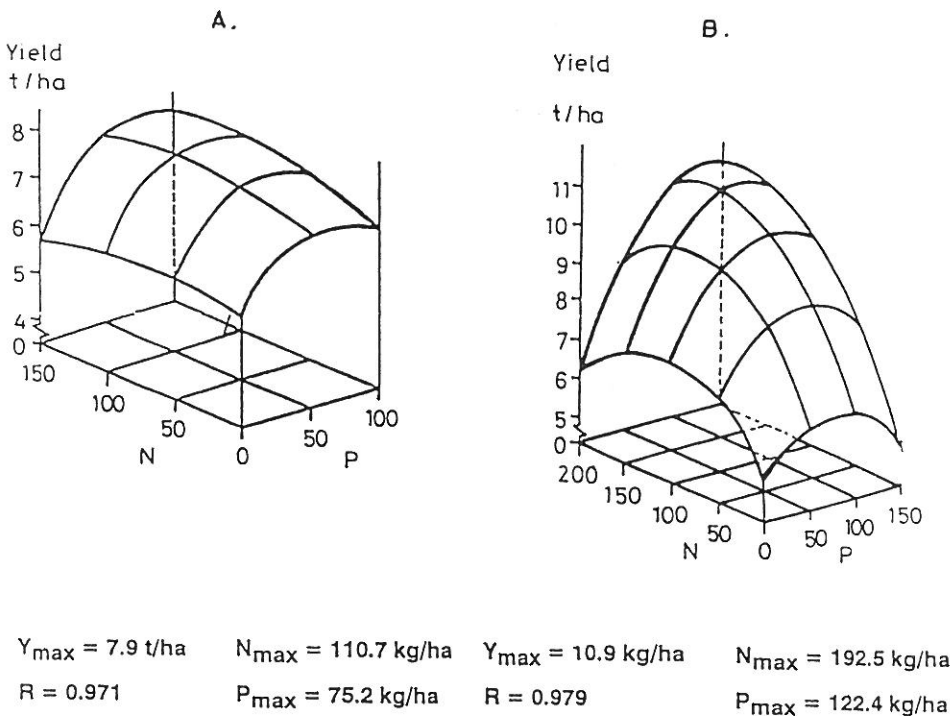 A.
Yield
t/ha
8
7
6
5
4
0
150
100
50
0
50
100
N
P
B.
Yield
t/ha
11
10
9
8
7
6
5
0
200
150
100
50
0
50
100
150
N
P
Ymax = 7.9 t/ha Nmax = 110.7 kg/ha Ymax = 10.9 kg/ha Nmax = 192.5 kg/ha
R = 0.971 Pmax = 75.2 kg/ha R = 0.979 Pmax = 122.4 kg/ha